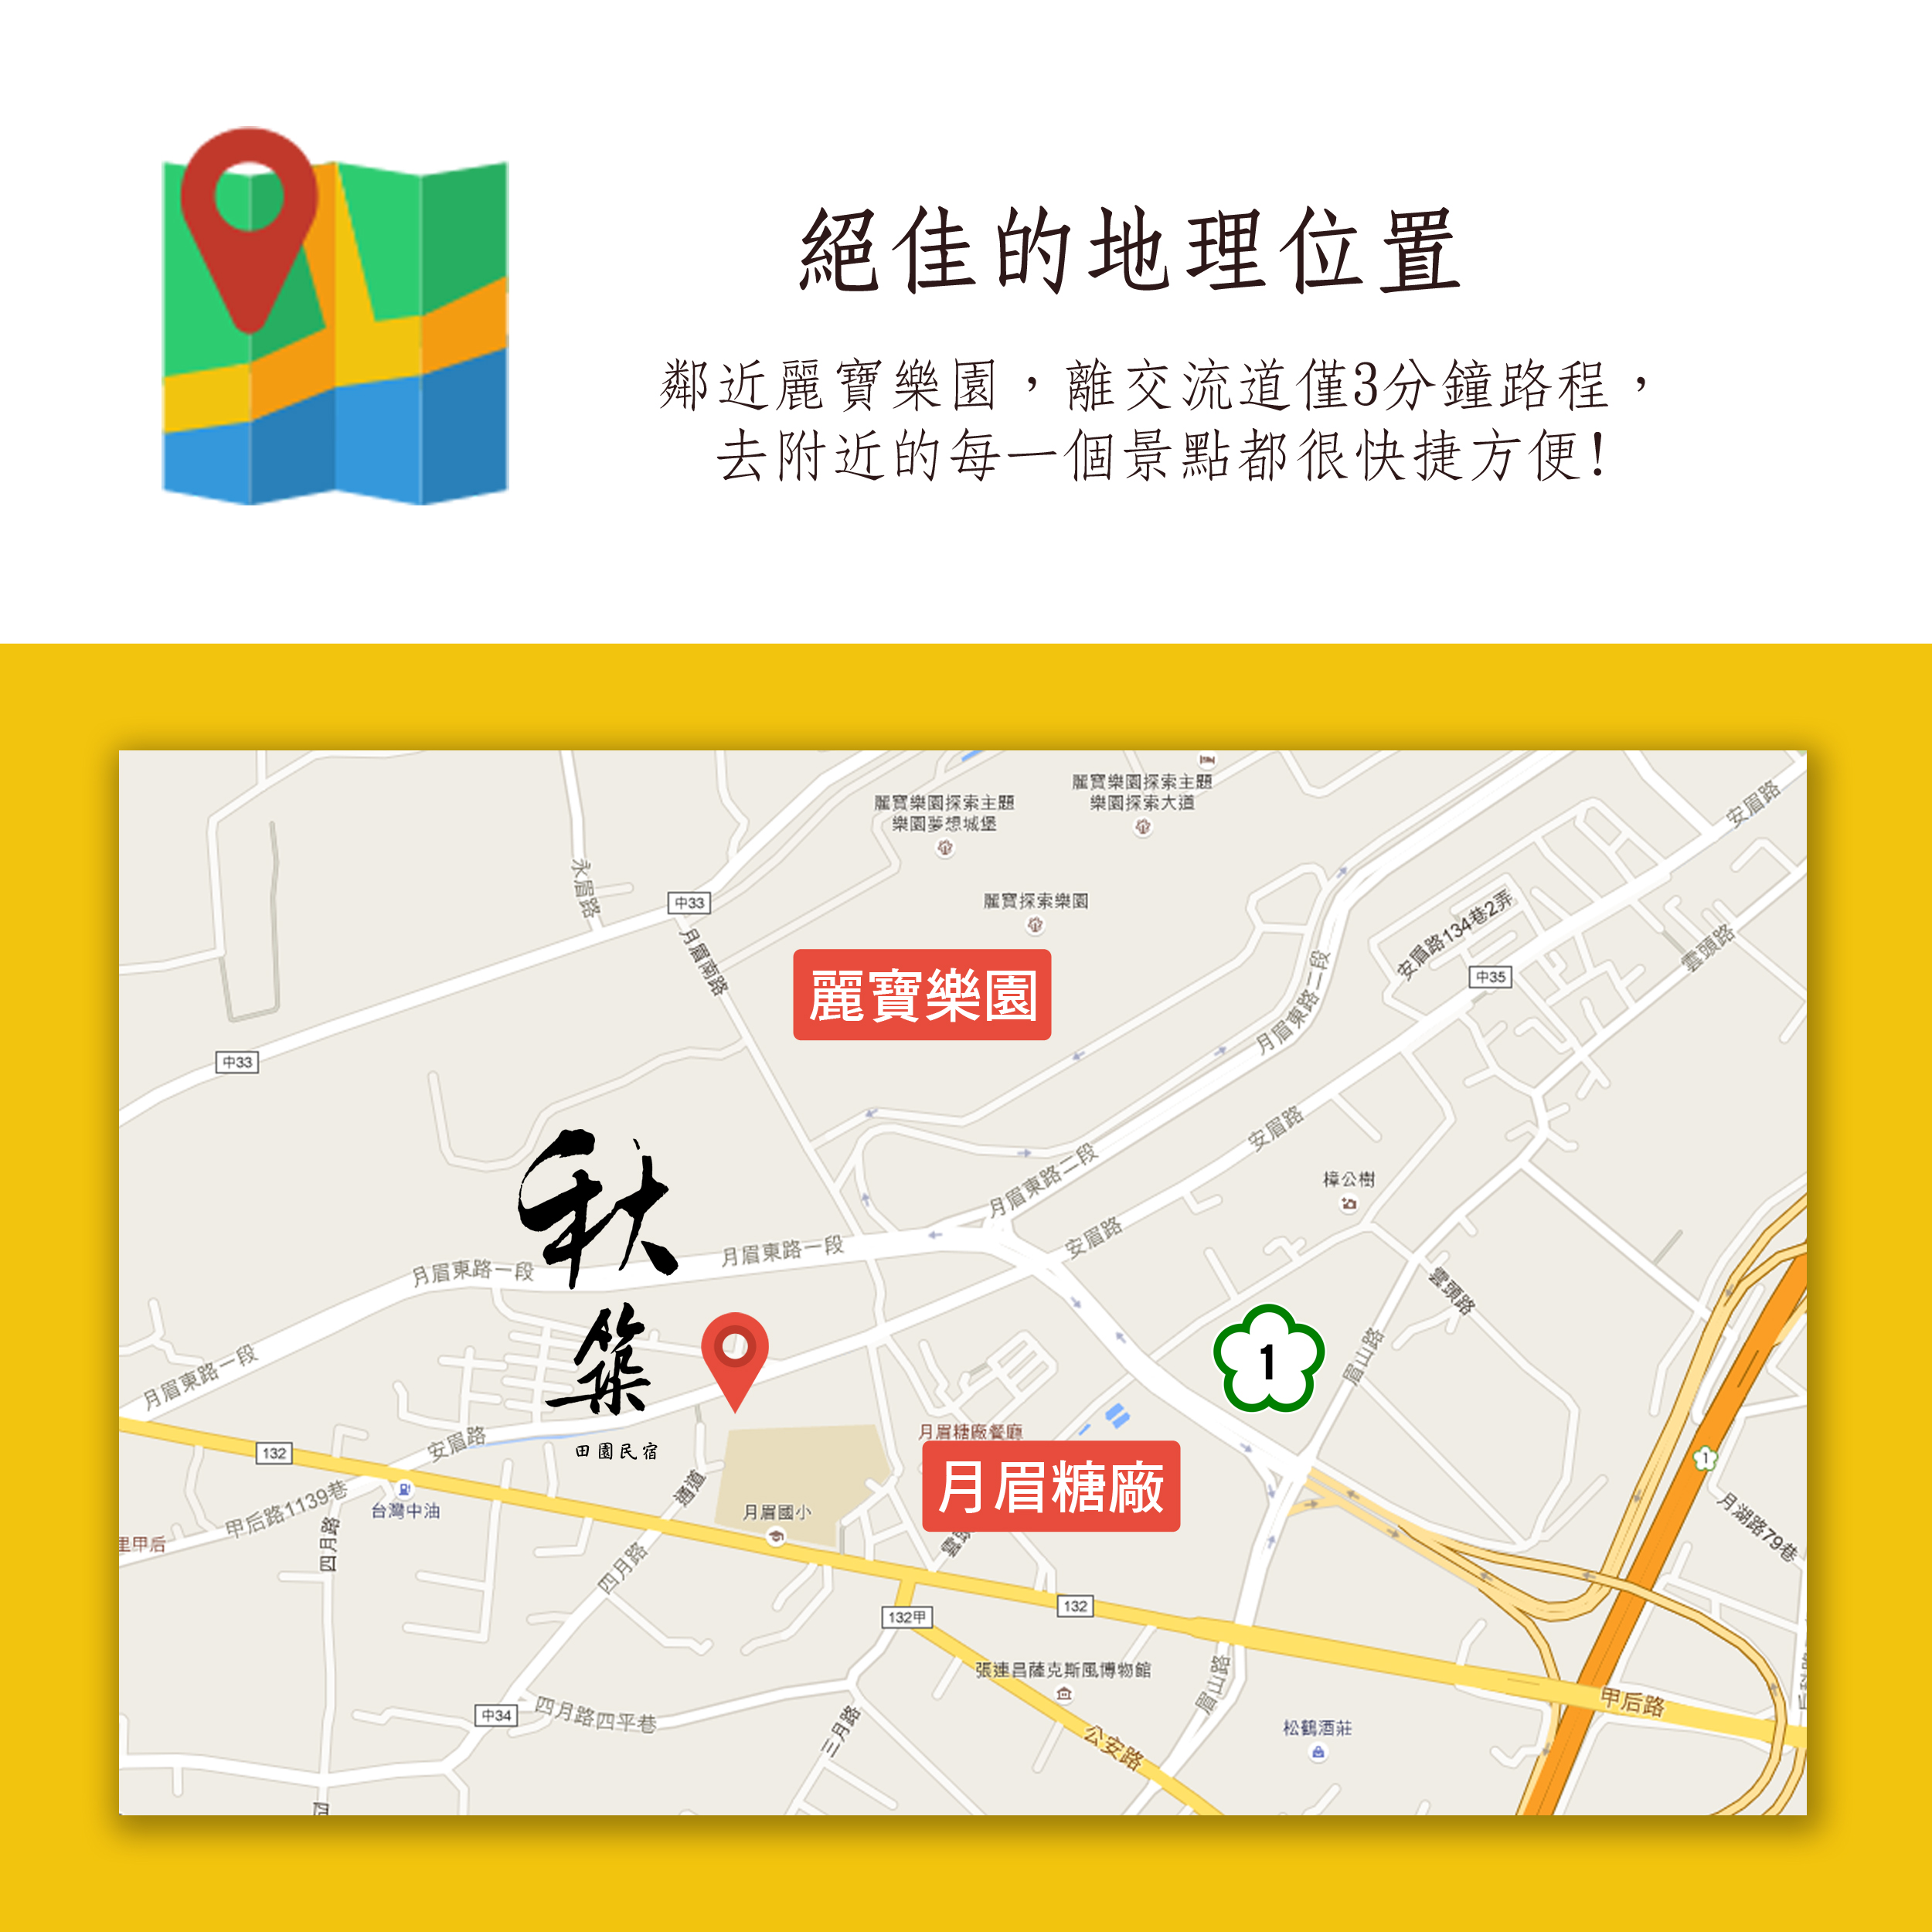 絕佳的地理位置
鄰近麗寶樂園，離交流道僅3分鐘路程，
去附近的每一個景點都很快捷方便!
麗寶樂園探索主題
樂園探索大道
麗寶樂園探索主題
樂園夢想城堡
安眉路
永眉路
中33
麗寶探索樂園
安眉路134巷2弄
月眉南路
雲頭路
麗寶樂園
中35
月眉東路二段
中33
安眉路
秋
築
田園民宿
月眉東路二段
樟公樹
安眉路
月眉東路一段
月眉東路一段
雲頭路
1
眉山路
月眉東路一段
月眉糖廠餐廳
月眉糖廠
132
安眉路
通道
1
甲后路1139巷
台灣中油
月眉國小
月湖路79巷
里甲后
四月路
四月路
132甲
132
張連昌薩克斯風博物館
眉山路
甲后路
中34
四月路四平巷
三月路
公安路
松鶴酒莊